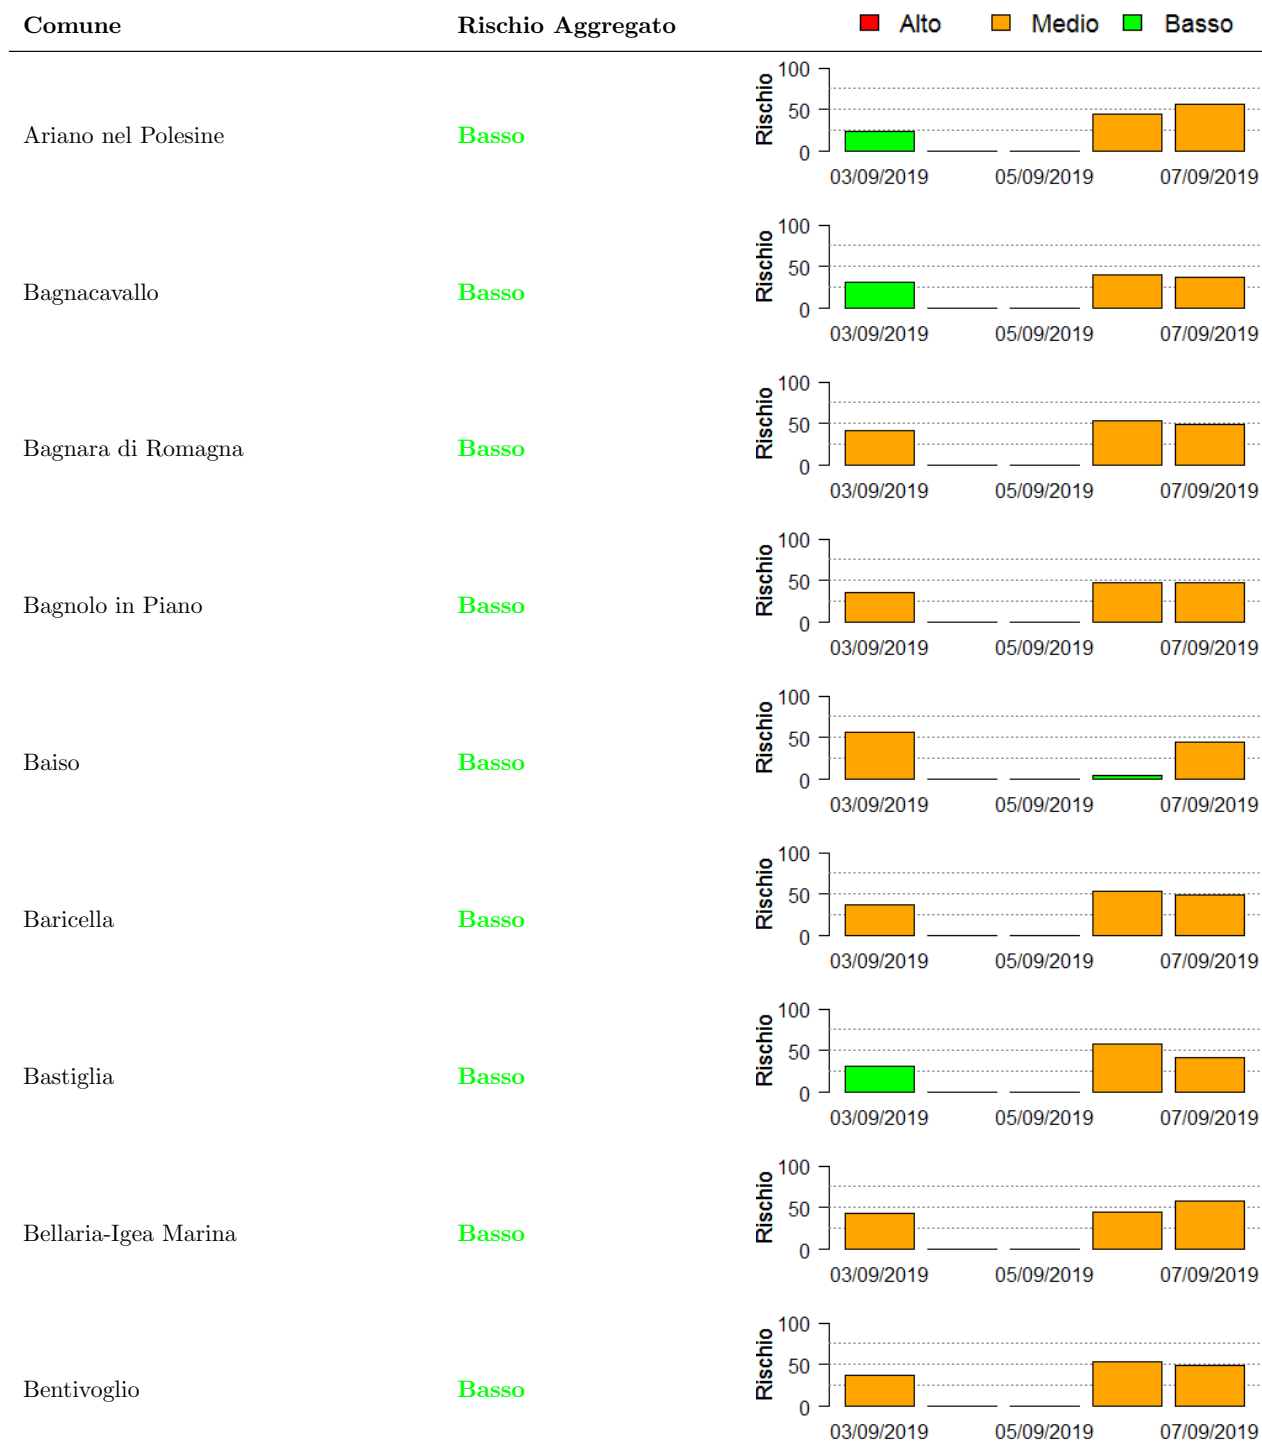 Comune Rischio Aggregato Alto Medio Basso
Ariano nel Polesine Basso Rischio 100 50 0
03/09/2019 05/09/2019 07/09/2019
Bagnacavallo Basso Rischio 100 50 0
03/09/2019 05/09/2019 07/09/2019
Bagnara di Romagna Basso Rischio 100 50 0
03/09/2019 05/09/2019 07/09/2019
Bagnolo in Piano Basso Rischio 100 50 0
03/09/2019 05/09/2019 07/09/2019
Baiso Basso Rischio 100 50 0
03/09/2019 05/09/2019 07/09/2019
Baricella Basso Rischio 100 50 0
03/09/2019 05/09/2019 07/09/2019
Bastiglia Basso Rischio 100 50 0
03/09/2019 05/09/2019 07/09/2019
Bellaria-Igea Marina Basso Rischio 100 50 0
03/09/2019 05/09/2019 07/09/2019
Bentivoglio Basso Rischio 100 50 0
03/09/2019 05/09/2019 07/09/2019